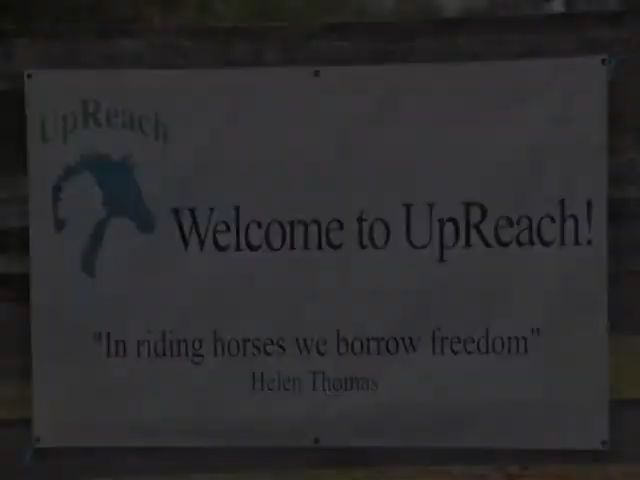 UpReach
Welcome to UpReach!
"In riding horses we borrow freedom"
Helen Thomas